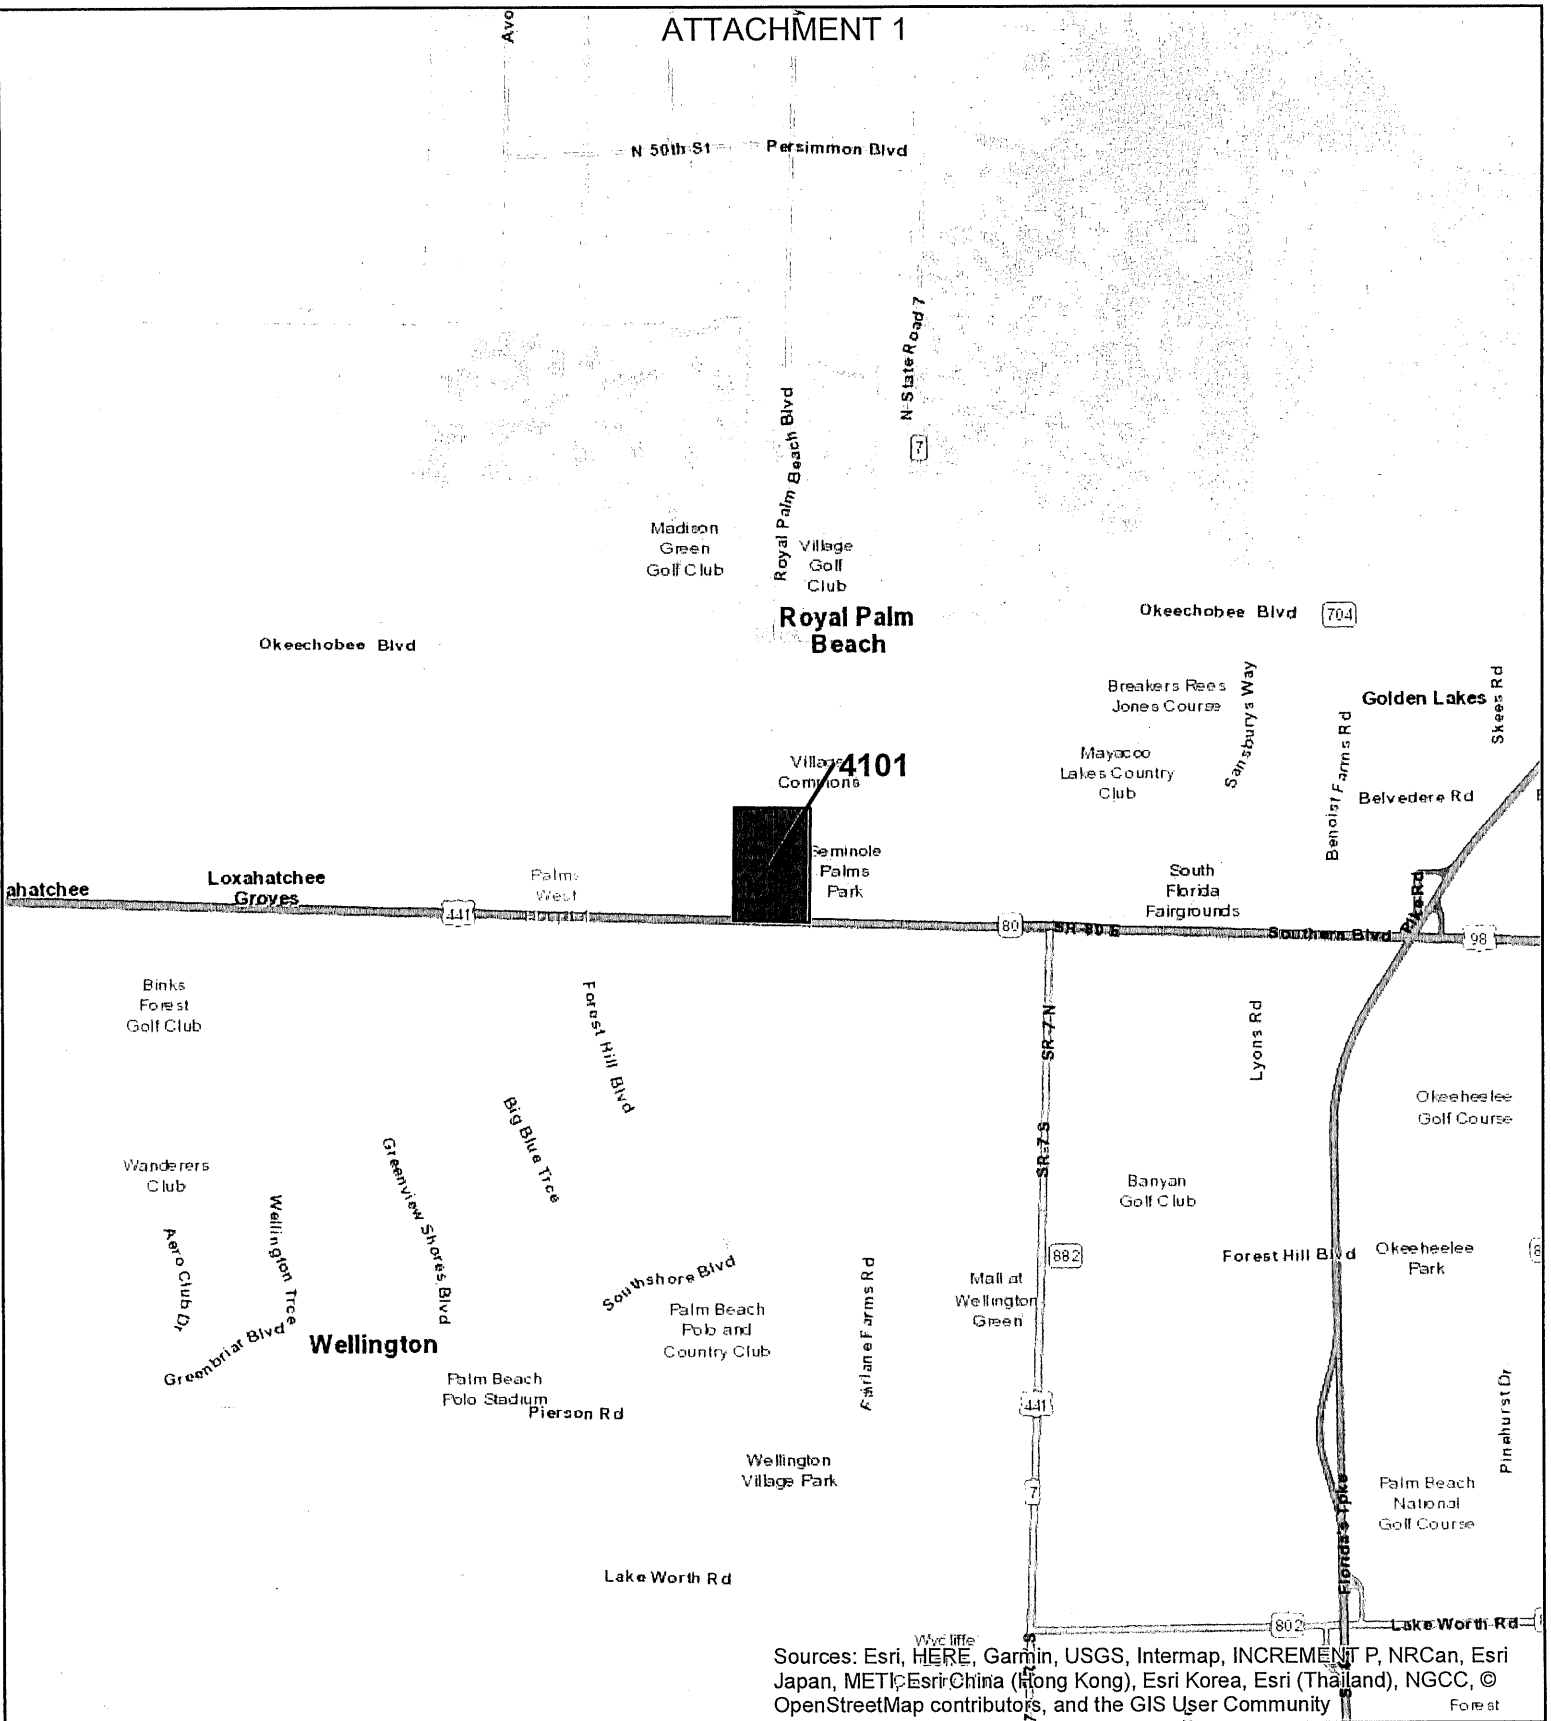 ATTACHMENT 1
Avo
N 50th St
Persimmon Blvd
N State Road 7
7
Royal Palm Beach Blvd
Madison
Green
Golf Club
Village
Golf
Club
Royal Palm
Beach
Okeechobee Blvd
704
Okeechobee Blvd
Breakers Rees
Jones Course
Sansburys Way
Golden Lakes
Skees Rd
Benoist Farms Rd
Village
Commons
4101
Mayacoo
Lakes Country
Club
Belvedere Rd
Seminole
Palms
Park
South
Florida
Fairgrounds
Pike Rd
ahatchee
Loxahatchee
Groves
Palms
West
Hospital
441
80
SR-80 E
Southern Blvd
98
Binks
Forest
Golf Club
Forest Hill Blvd
SR-7 N
Lyons Rd
Big Blue Trce
Okeeheelee
Golf Course
Greenview Shores Blvd
SR-7 S
Wanderers
Club
Banyan
Golf Club
Wellington Trce
Aero Club Dr
Southshore Blvd
882
Forest Hill Blvd
Okeeheelee
Park
8
Fairlane Farms Rd
Mall at
Wellington
Green
Palm Beach
Polo and
Country Club
Greenbriar Blvd
Wellington
Palm Beach
Polo Stadium
Pierson Rd
441
Pinehurst Dr
Wellington
Village Park
7
Palm Beach
National
Golf Course
Florida's Tpke
Lake Worth Rd
802
Lake Worth Rd
Wycliffe
Sources: Esri, HERE, Garmin, USGS, Intermap, INCREMENT P, NRCan, Esri
Japan, METI, Esri China (Hong Kong), Esri Korea, Esri (Thailand), NGCC, ©
OpenStreetMap contributors, and the GIS User Community
Forest